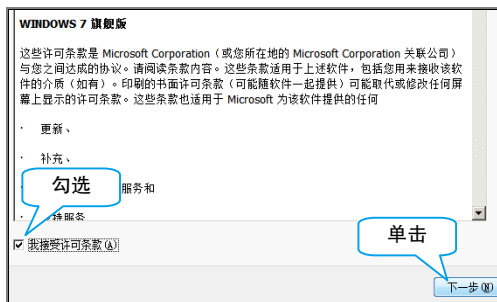 WINDOWS 7 旗舰版
这些许可条款是 Microsoft Corporation（或您所在地的 Microsoft Corporation 关联公司）
与您之间达成的协议。请阅读条款内容。这些条款适用于上述软件，包括您用来接收该软
件的介质（如有）。印刷的书面许可条款（可能随软件一起提供）可能取代或修改任何屏
幕上显示的许可条款。这些条款也适用于 Microsoft 为该软件提供的任何
· 更新、
· 补充、
勾选
服务和
持服务
单击
我接受许可条款(A)
下一步(N)